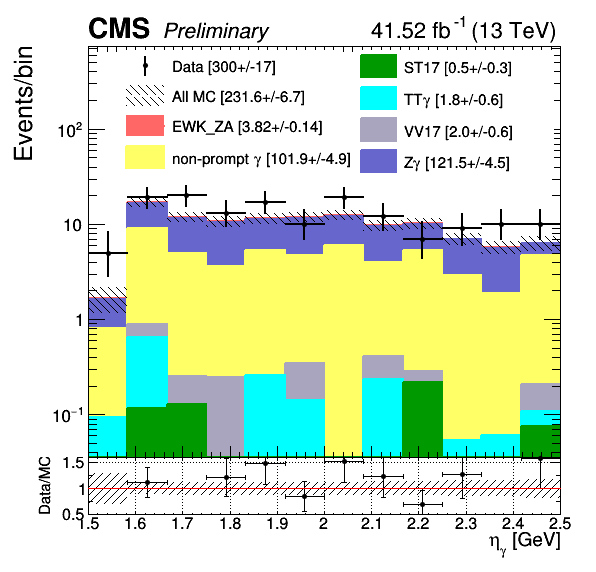 CMS Preliminary 41.52 fb⁻¹ (13 TeV)
Events/bin
Data [300+/-17]
All MC [231.6+/-6.7]
EWK_ZA [3.82+/-0.14]
non-prompt γ [101.9+/-4.9]
ST17 [0.5+/-0.3]
TTγ [1.8+/-0.6]
VV17 [2.0+/-0.6]
Zγ [121.5+/-4.5]
10²
10
1
10⁻¹
Data/MC
1.5
1
0.5
1.5 1.6 1.7 1.8 1.9 2 2.1 2.2 2.3 2.4 2.5
η_γ [GeV]